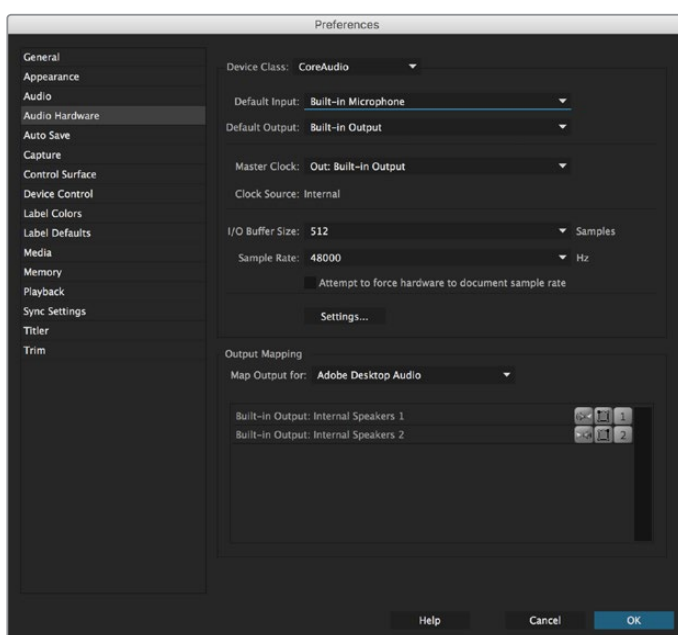 Preferences
General
Appearance
Audio
Audio Hardware
Auto Save
Capture
Control Surface
Device Control
Label Colors
Label Defaults
Media
Memory
Playback
Sync Settings
Titler
Trim
Device Class: CoreAudio
Default Input: Built-in Microphone
Default Output: Built-in Output
Master Clock: Out: Built-in Output
Clock Source: Internal
I/O Buffer Size: 512 Samples
Sample Rate: 48000 Hz
Attempt to force hardware to document sample rate
Settings...
Output Mapping
Map Output for: Adobe Desktop Audio
Built-in Output: Internal Speakers 1 1
Built-in Output: Internal Speakers 2 2
Help Cancel OK